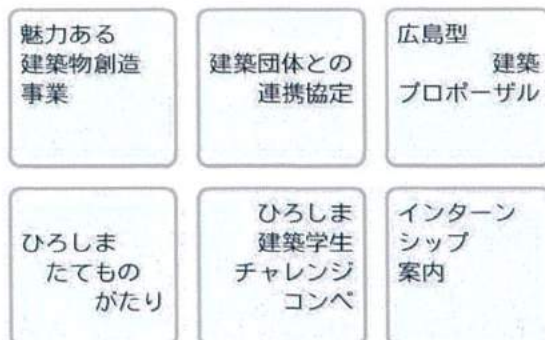 魅力ある
建築物創造
事業
建築団体との
連携協定
広島型
建築
プロポーザル
ひろしま
たてもの
がたり
ひろしま
建築学生
チャレンジ
コンペ
インターン
シップ
案内